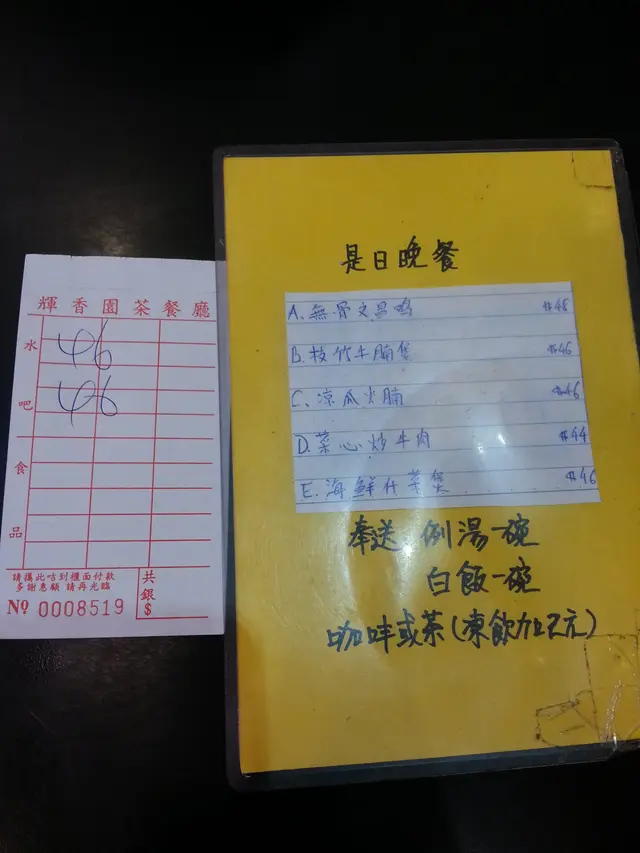 輝香園茶餐廳
水吧
食品
46
46
請攜此咭到櫃面付款
多謝惠顧 請再光臨
共銀$
Nº 0008519
是日晚餐
A. 無骨文昌鸡 $48
B. 枝竹牛腩煲 $46
C. 凉瓜火腩 $46
D. 菜心炒牛肉 $44
E. 海鮮什菜煲 $46
奉送 例湯一碗
白飯一碗
咖啡或茶(凍飲加2元)